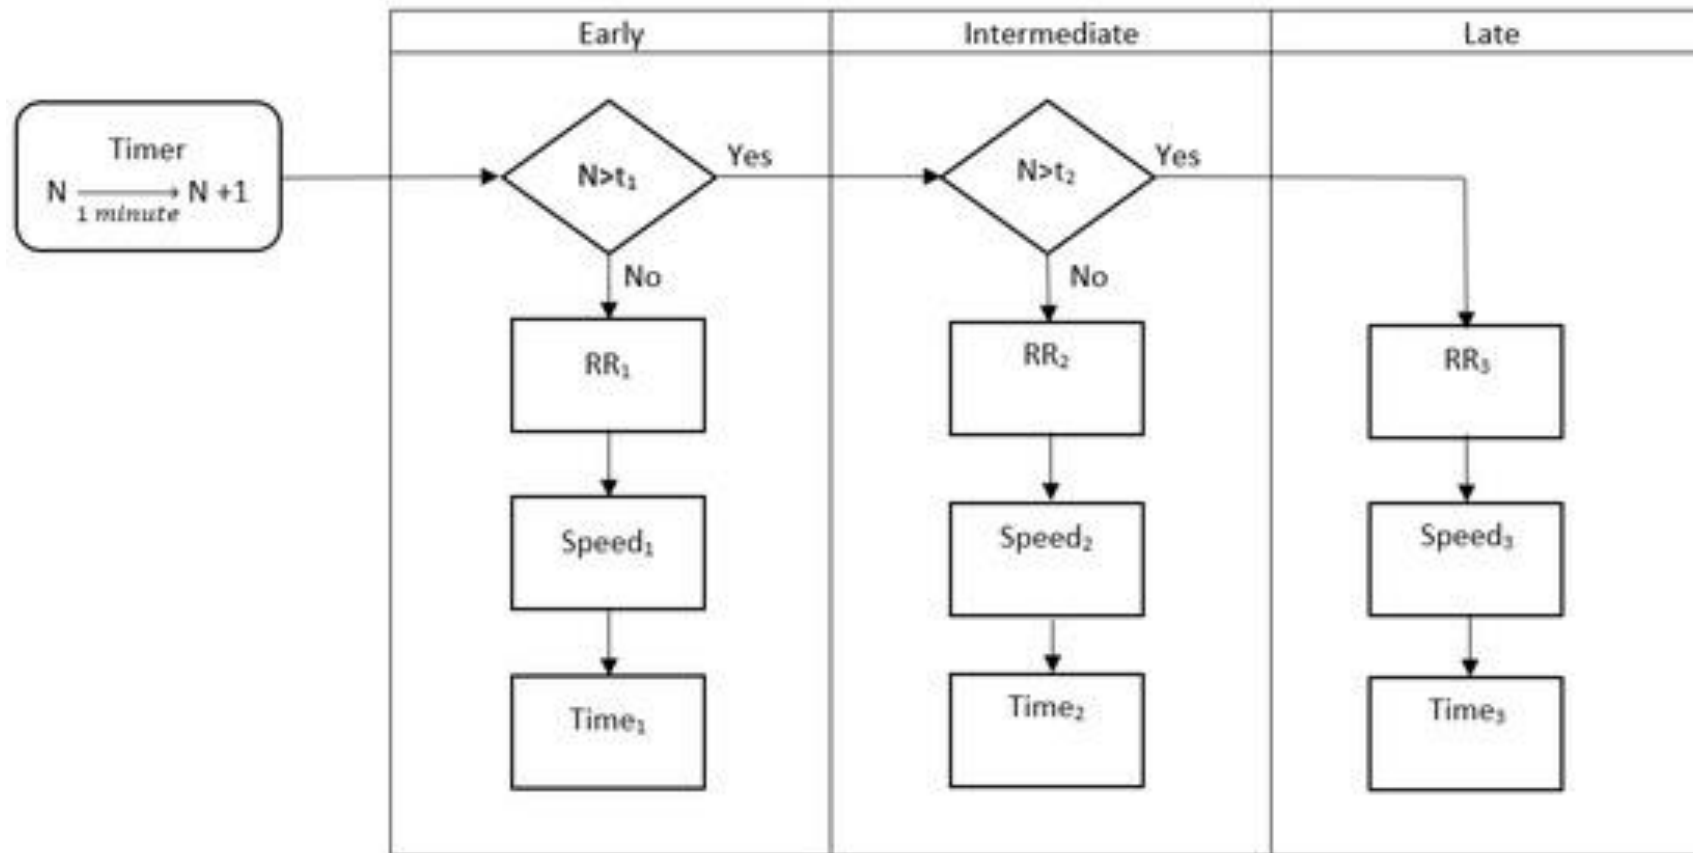 Early
Intermediate
Late
Timer
N → N +1
1 minute
N>t₁
Yes
No
N>t₂
Yes
No
RR₁
RR₂
RR₃
Speed₁
Speed₂
Speed₃
Time₁
Time₂
Time₃